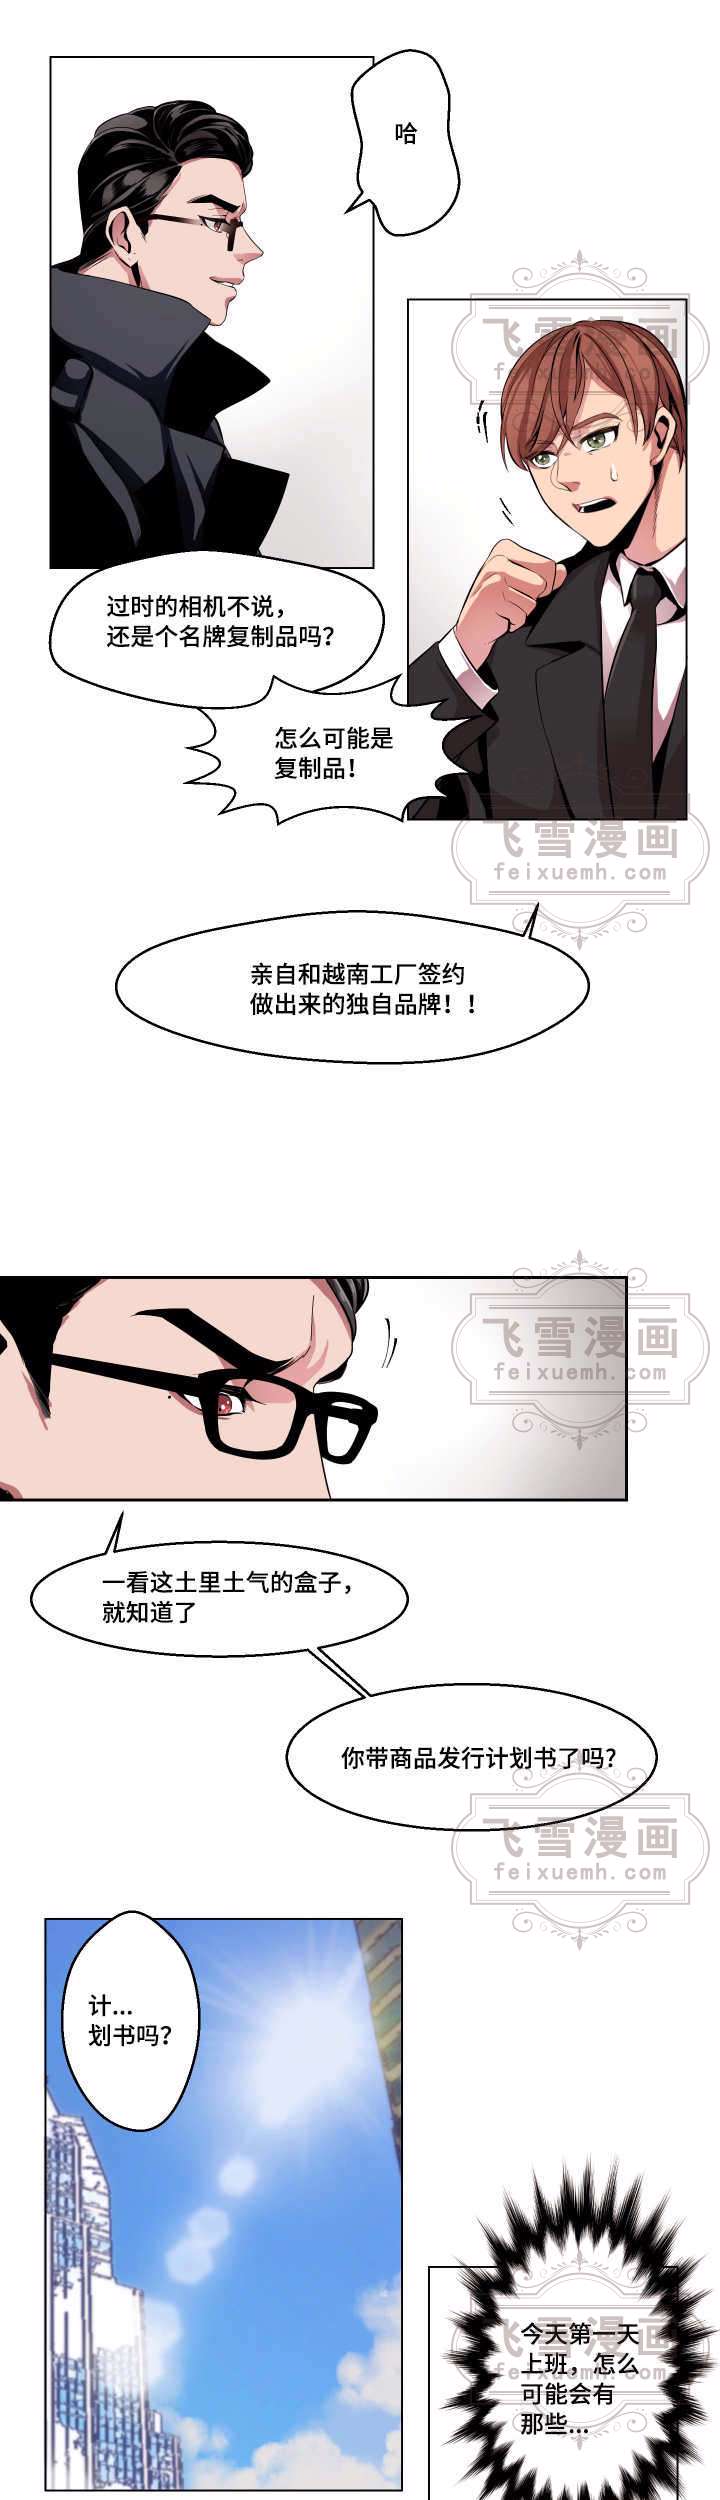 哈
飞雪漫画
过时的相机不说，
还是个名牌复制品吗？
怎么可能是
复制品！
飞雪漫画
feixuemh.com
亲自和越南工厂签约
做出来的独自品牌！！
飞雪漫画
feixuemh.com
一看这土里土气的盒子，
就知道了
你带商品发行计划书了吗?
飞雪漫画
feixuemh.com
计...
划书吗？
今天第一天
上班，怎么
可能会有
那些...